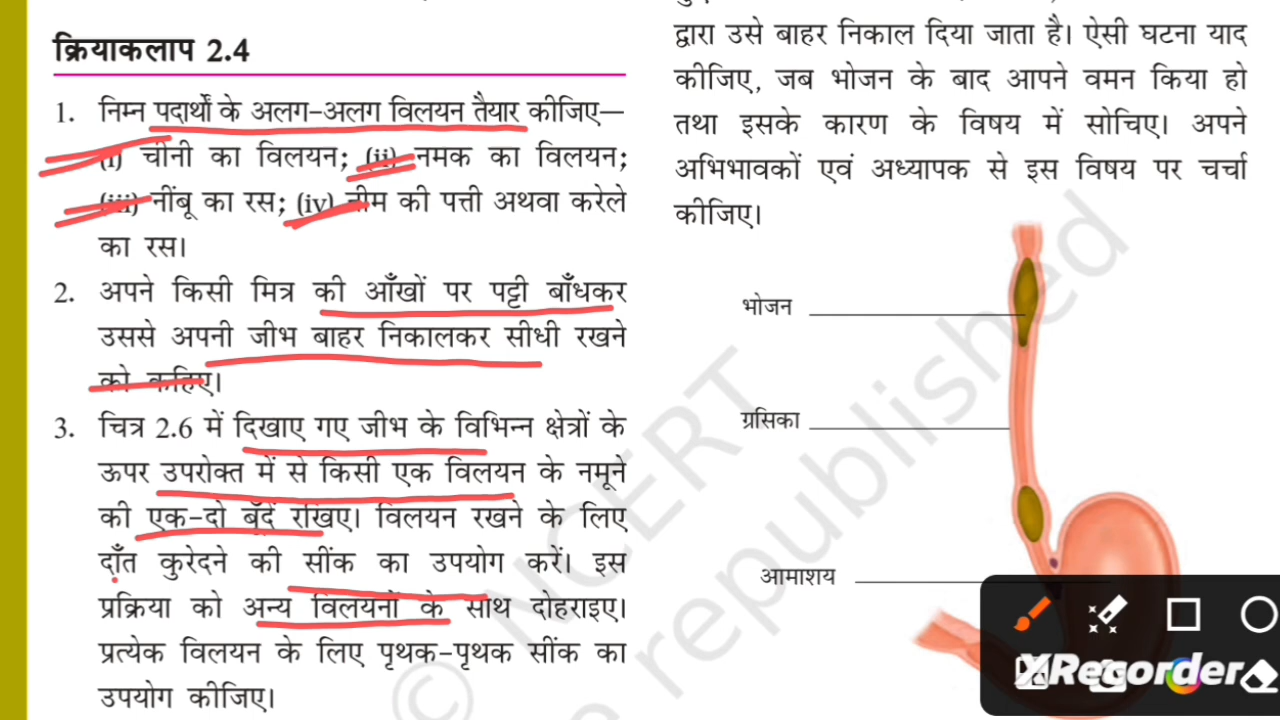 क्रियाकलाप 2.4
1. निम्न पदार्थों के अलग-अलग विलयन तैयार कीजिए—
(i) चीनी का विलयन; (ii) नमक का विलयन;
(iii) नींबू का रस; (iv) नीम की पत्ती अथवा करेले
का रस।
2. अपने किसी मित्र की आँखों पर पट्टी बाँधकर
उससे अपनी जीभ बाहर निकालकर सीधी रखने
को कहिए।
3. चित्र 2.6 में दिखाए गए जीभ के विभिन्न क्षेत्रों के
ऊपर उपरोक्त में से किसी एक विलयन के नमूने
की एक-दो बूँदें रखिए। विलयन रखने के लिए
दाँत कुरेदने की सींक का उपयोग करें। इस
प्रक्रिया को अन्य विलयनों के साथ दोहराइए।
प्रत्येक विलयन के लिए पृथक-पृथक सींक का
उपयोग कीजिए।
द्वारा उसे बाहर निकाल दिया जाता है। ऐसी घटना याद
कीजिए, जब भोजन के बाद आपने वमन किया हो
तथा इसके कारण के विषय में सोचिए। अपने
अभिभावकों एवं अध्यापक से इस विषय पर चर्चा
कीजिए।
भोजन
ग्रसिका
आमाशय
© NCERT
republished
XRecorder